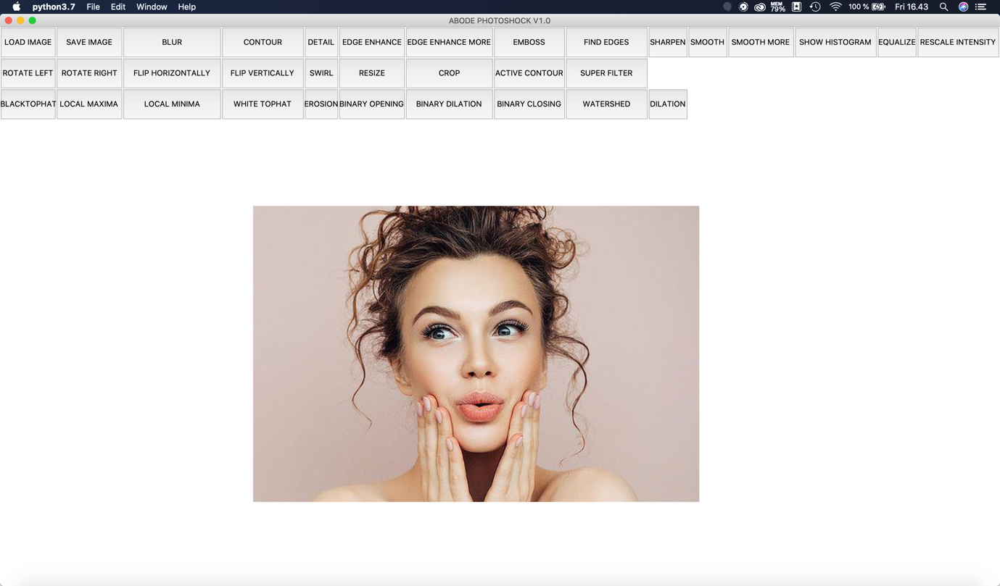 python3.7 File Edit Window Help MEM 79% 100 % Fri 16.43
ABODE PHOTOSHOCK V1.0
LOAD IMAGE SAVE IMAGE BLUR CONTOUR DETAIL EDGE ENHANCE EDGE ENHANCE MORE EMBOSS FIND EDGES SHARPEN SMOOTH SMOOTH MORE SHOW HISTOGRAM EQUALIZE RESCALE INTENSITY
ROTATE LEFT ROTATE RIGHT FLIP HORIZONTALLY FLIP VERTICALLY SWIRL RESIZE CROP ACTIVE CONTOUR SUPER FILTER
BLACKTOPHAT LOCAL MAXIMA LOCAL MINIMA WHITE TOPHAT EROSION BINARY OPENING BINARY DILATION BINARY CLOSING WATERSHED DILATION